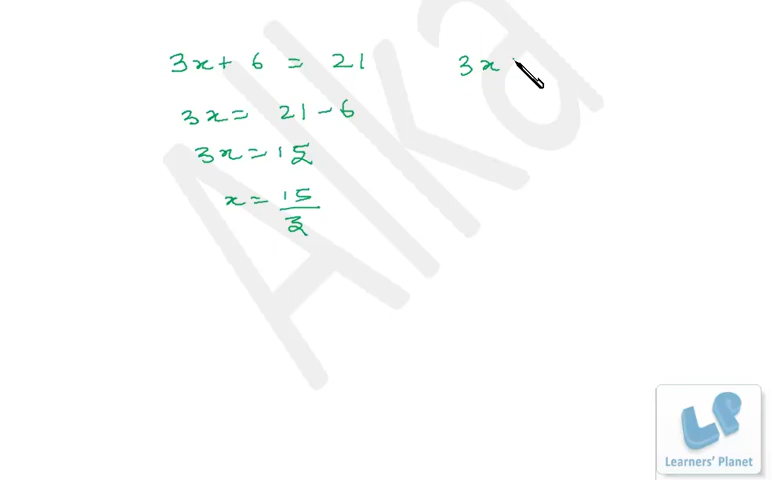 3x + 6 = 21
3x = 21 - 6
3x = 15
x = 15/3
3x
Alka
LP
Learners' Planet